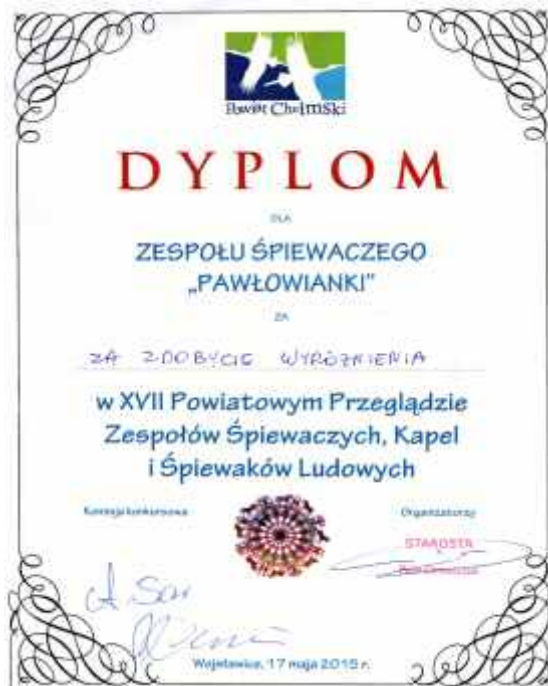 Powiat Chełmski
DYPLOM
DLA
ZESPOŁU ŚPIEWACZEGO
„PAWŁOWIANKI”
ZA
ZA ZDOBYCIE WYRÓŻNIENIA
w XVII Powiatowym Przeglądzie
Zespołów Śpiewaczych, Kapel
i Śpiewaków Ludowych
Komisja konkursowa
Organizatorzy
STAROSTA
Wojsławice, 17 maja 2015 r.